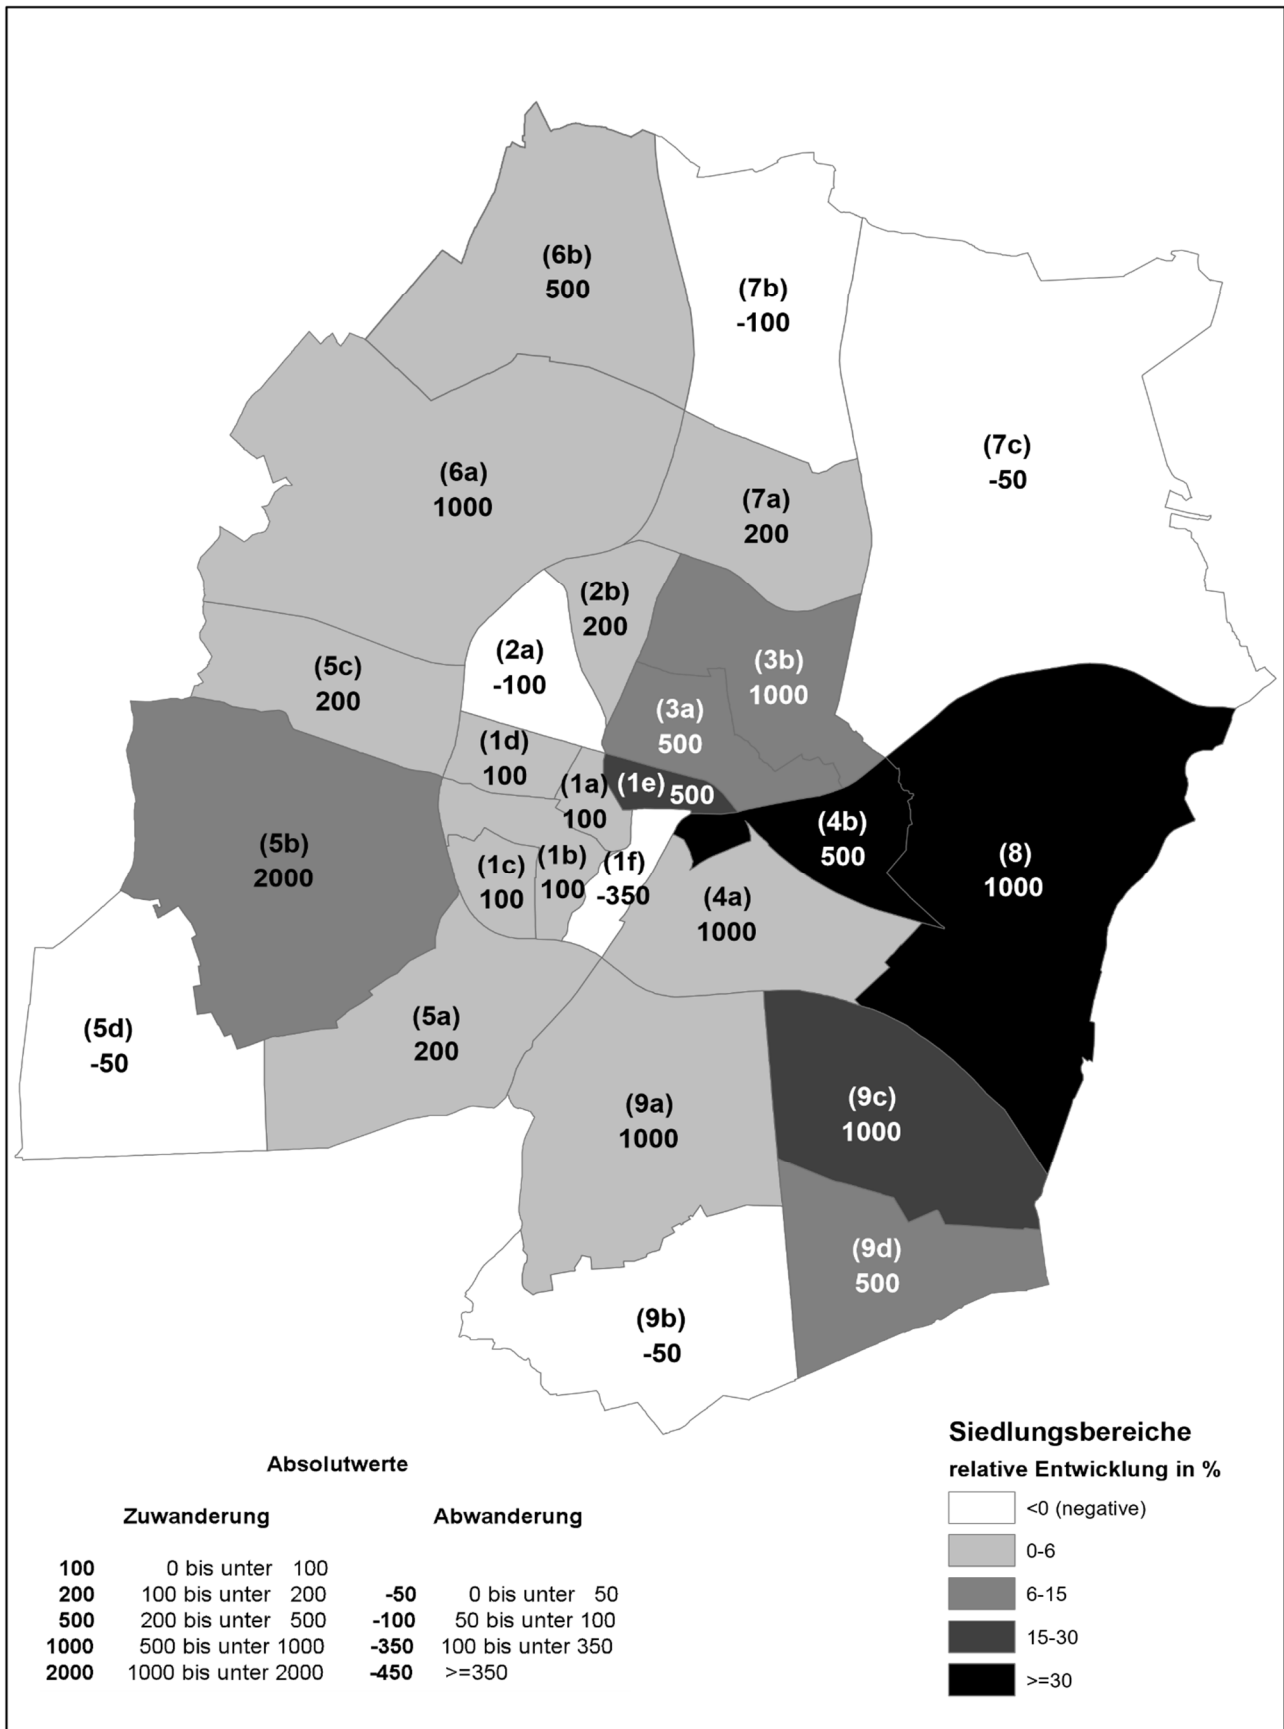 (6b)
500
(7b)
-100
(7c)
-50
(6a)
1000
(7a)
200
(2b)
200
(2a)
-100
(5c)
200
(3b)
1000
(3a)
500
(1d)
100
(1a)
100
(1e) 500
(5b)
2000
(4b)
500
(8)
1000
(1c)
100
(1b)
100
(1f)
-350
(4a)
1000
(5d)
-50
(5a)
200
(9a)
1000
(9c)
1000
(9d)
500
(9b)
-50
Absolutwerte
Zuwanderung Abwanderung
100 0 bis unter 100
200 100 bis unter 200 -50 0 bis unter 50
500 200 bis unter 500 -100 50 bis unter 100
1000 500 bis unter 1000 -350 100 bis unter 350
2000 1000 bis unter 2000 -450 >=350
Siedlungsbereiche
relative Entwicklung in %
<0 (negative)
0-6
6-15
15-30
>=30